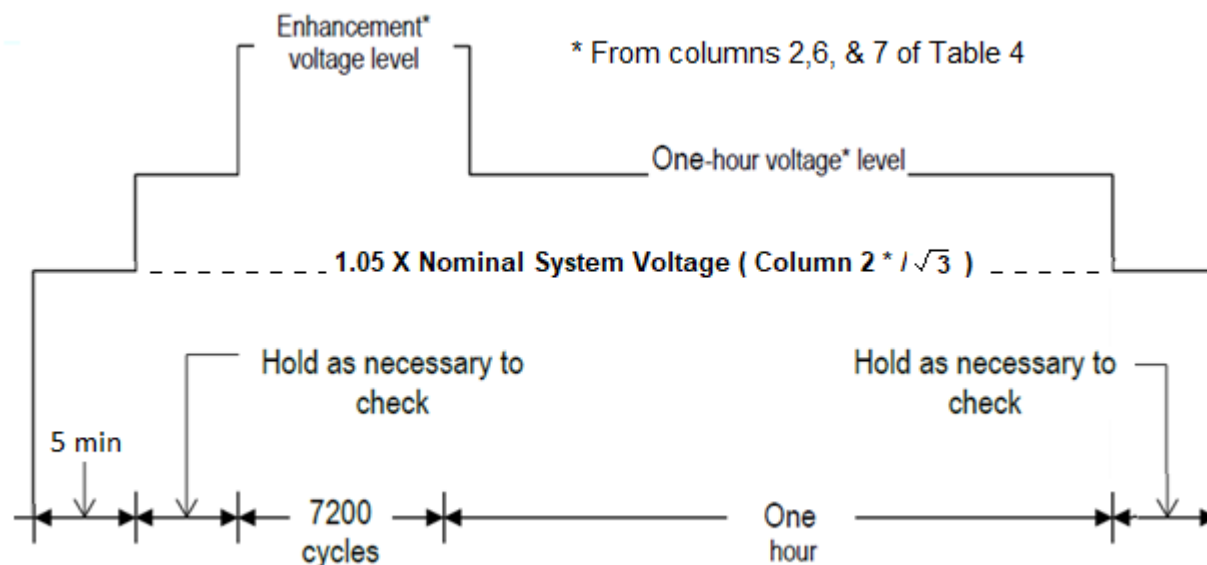 Enhancement*
voltage level
* From columns 2,6, & 7 of Table 4
One-hour voltage* level
1.05 X Nominal System Voltage ( Column 2 * / √3 )
Hold as necessary to
check
Hold as necessary to
check
5 min
7200
cycles
One
hour